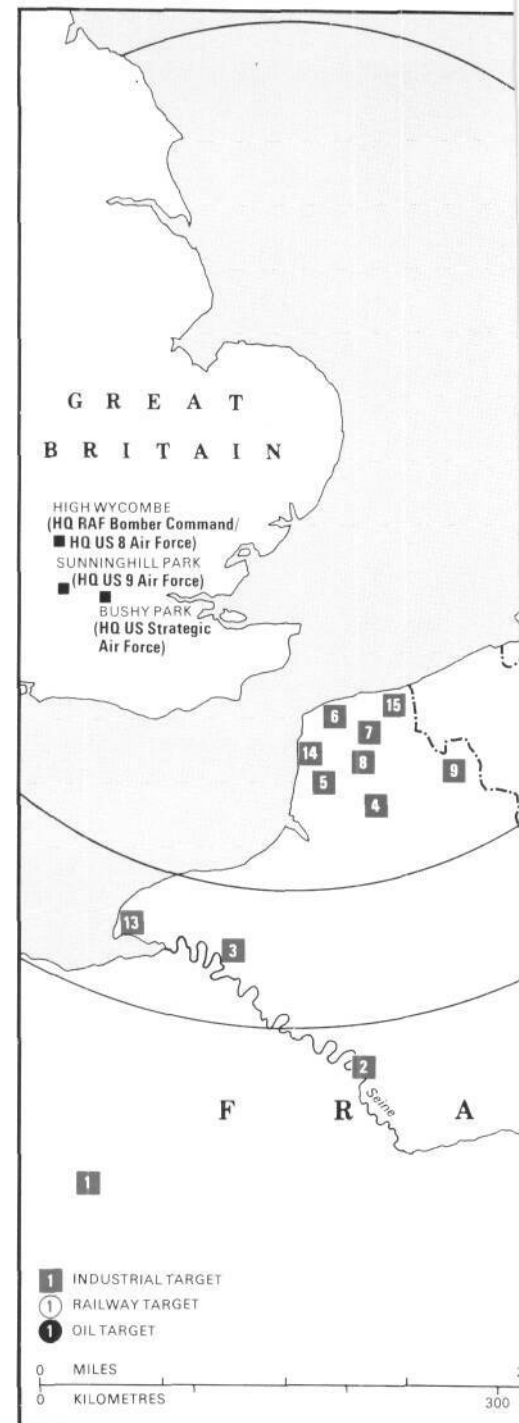 G R E A T
B R I T A I N
HIGH WYCOMBE
(HQ RAF Bomber Command/
HQ US 8 Air Force)
SUNNINGHILL PARK
(HQ US 9 Air Force)
BUSHY PARK
(HQ US Strategic
Air Force)
6
15
7
14
8
9
5
4
13
3
2
Seine
F R A
1
1 INDUSTRIAL TARGET
1 RAILWAY TARGET
1 OIL TARGET
0 MILES
0 KILOMETRES 300